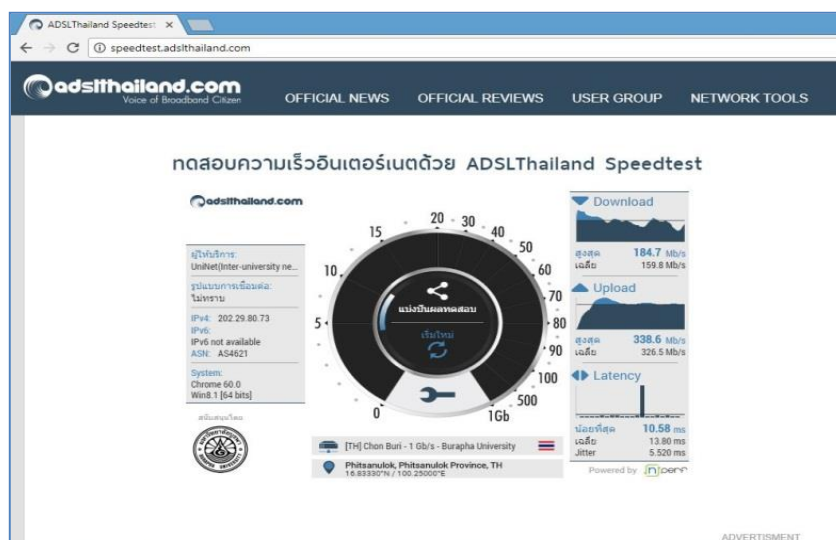 ADSLThailand Speedtest
speedtest.adslthailand.com
adslthailand.com
Voice of Broadband Citizen
OFFICIAL NEWS OFFICIAL REVIEWS USER GROUP NETWORK TOOLS
ทดสอบความเร็วอินเตอร์เนตด้วย ADSLThailand Speedtest
adslthailand.com
ผู้ให้บริการ:
UniNet(Inter-university ne...
รูปแบบการเชื่อมต่อ:
ไม่ทราบ
IPv4: 202.29.80.73
IPv6:
IPv6 not available
ASN: AS4621
System:
Chrome 60.0
Win8.1 [64 bits]
สนับสนุนโดย
0 5 10 15 20 30 40 50 60 70 80 90 100 500 1Gb
แบ่งปันผลทดสอบ
เริ่มใหม่
[TH] Chon Buri - 1 Gb/s - Burapha University
Phitsanulok, Phitsanulok Province, TH
16.83330°N / 100.25000°E
Download
สูงสุด 184.7 Mb/s
เฉลี่ย 159.8 Mb/s
Upload
สูงสุด 338.6 Mb/s
เฉลี่ย 326.5 Mb/s
Latency
น้อยที่สุด 10.58 ms
เฉลี่ย 13.80 ms
Jitter 5.520 ms
Powered by nperf
ADVERTISMENT